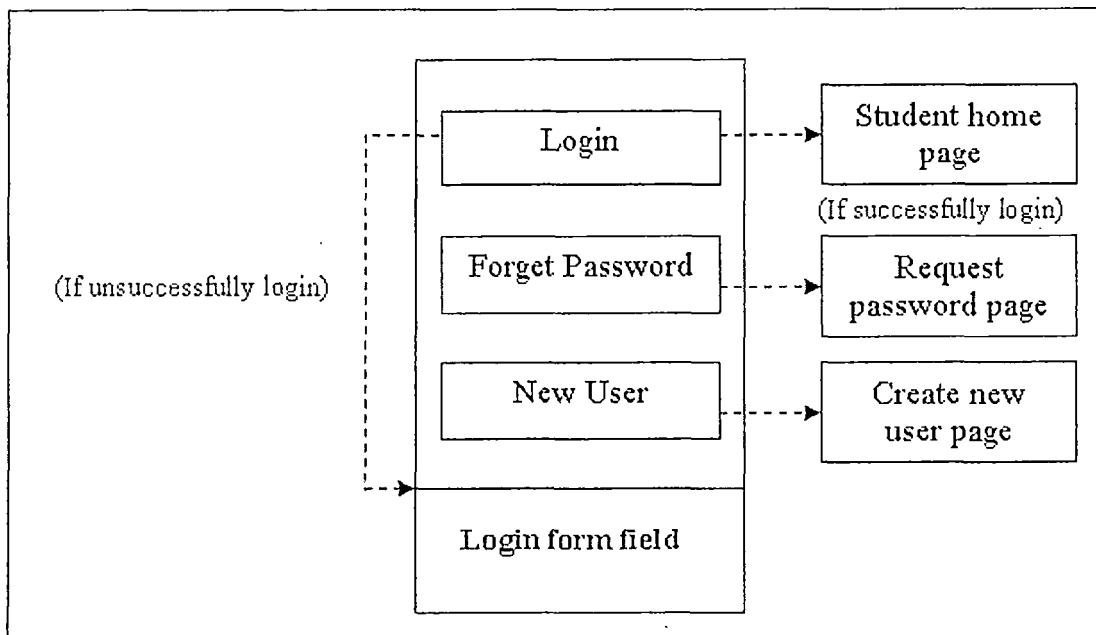 Login
Student home
page
(If successfully login)
Forget Password
Request
password page
(If unsuccessfully login)
New User
Create new
user page
Login form field